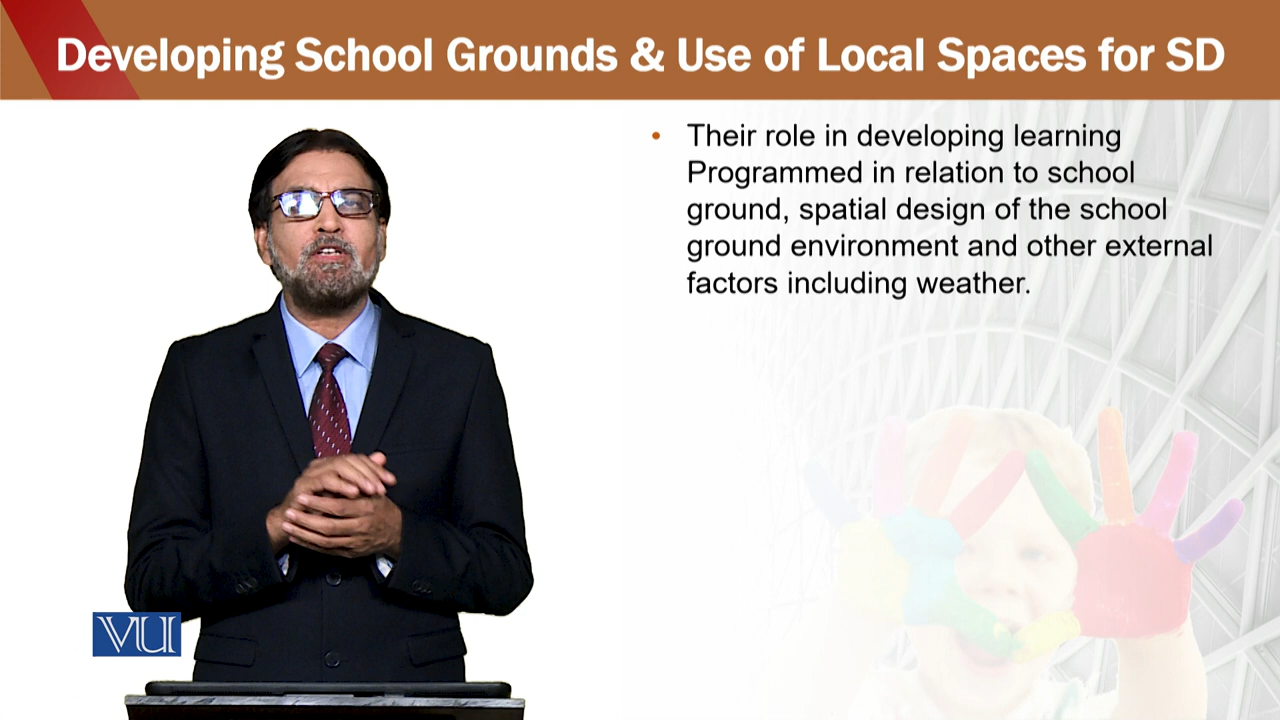 Developing School Grounds & Use of Local Spaces for SD
• Their role in developing learning
Programmed in relation to school
ground, spatial design of the school
ground environment and other external
factors including weather.
VU